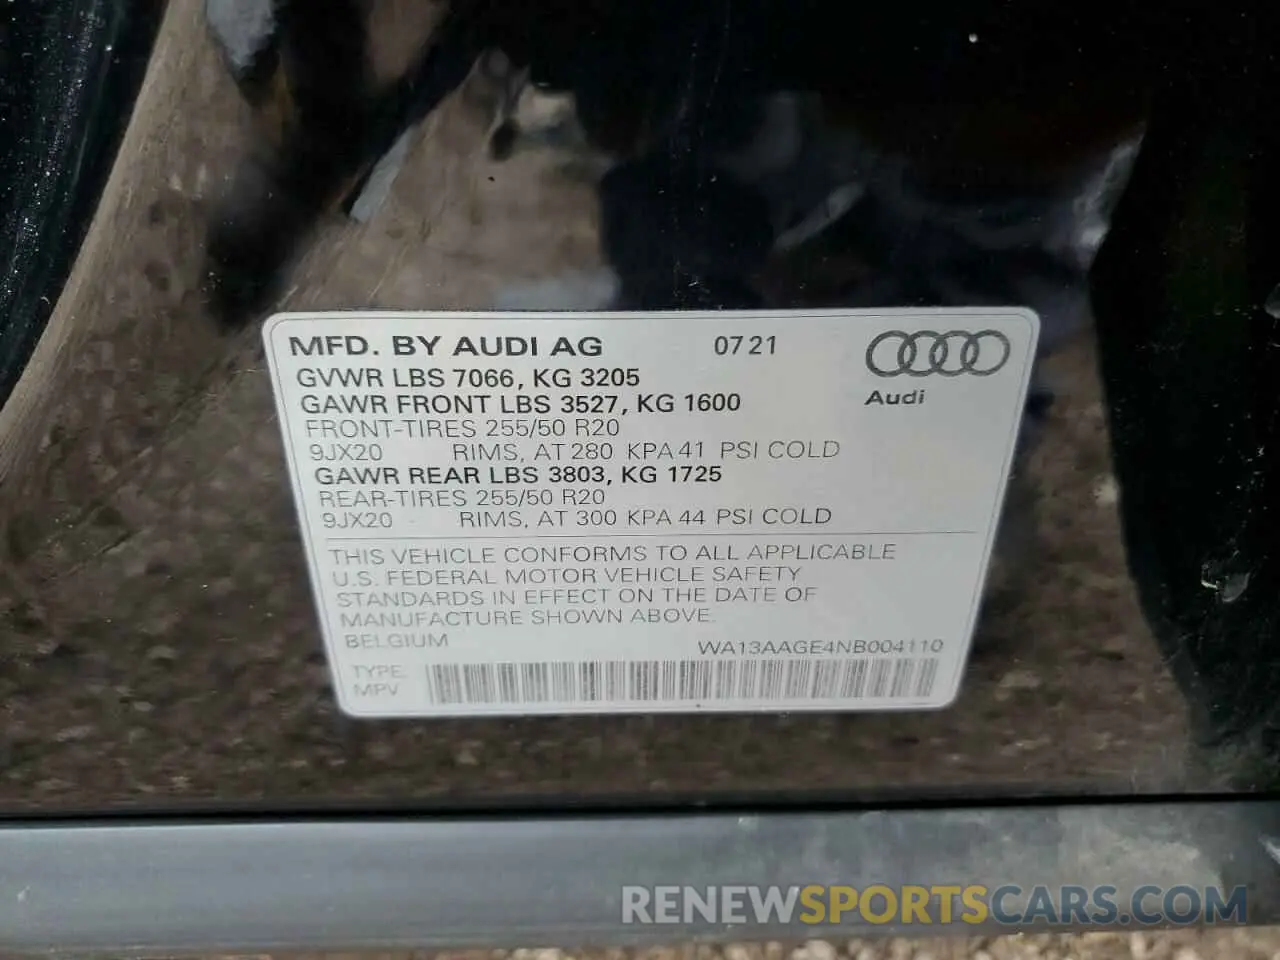 MFD. BY AUDI AG 07 21
GVWR LBS 7066, KG 3205
GAWR FRONT LBS 3527, KG 1600
Audi
FRONT-TIRES 255/50 R20
9JX20 RIMS, AT 280 KPA 41 PSI COLD
GAWR REAR LBS 3803, KG 1725
REAR-TIRES 255/50 R20
9JX20 RIMS, AT 300 KPA 44 PSI COLD
THIS VEHICLE CONFORMS TO ALL APPLICABLE
U.S. FEDERAL MOTOR VEHICLE SAFETY
STANDARDS IN EFFECT ON THE DATE OF
MANUFACTURE SHOWN ABOVE.
BELGIUM WA13AAGE4NB004110
TYPE:
MPV
RENEWSPORTSCARS.COM